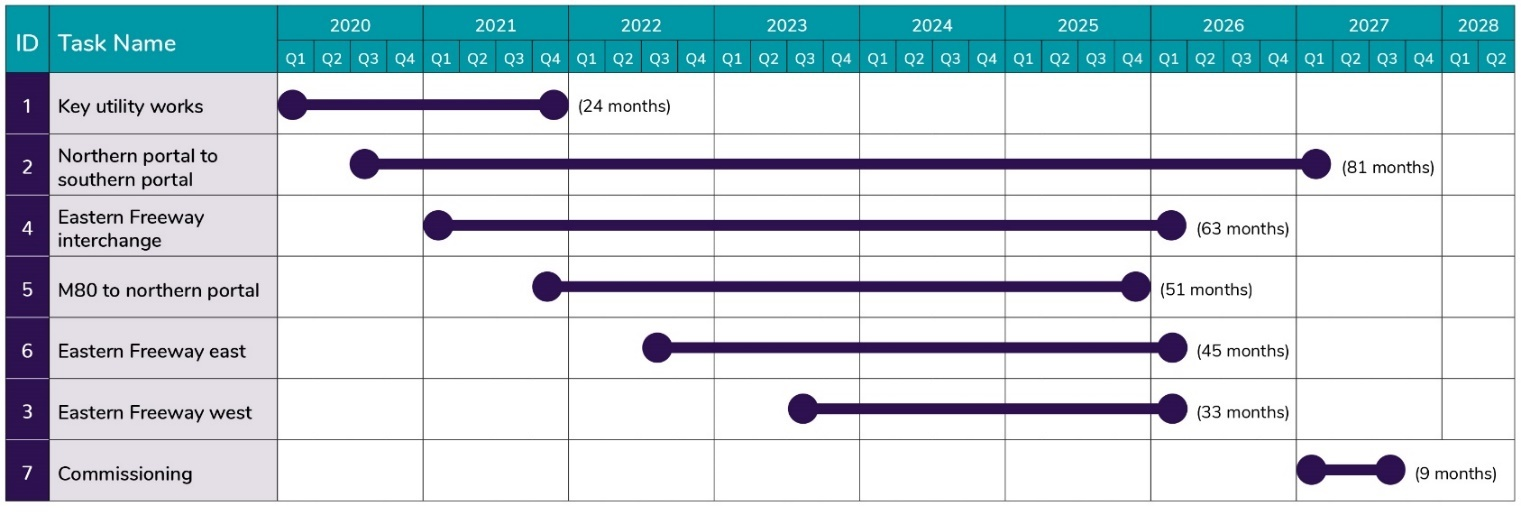 ID Task Name 2020 2021 2022 2023 2024 2025 2026 2027 2028
Q1 Q2 Q3 Q4 Q1 Q2 Q3 Q4 Q1 Q2 Q3 Q4 Q1 Q2 Q3 Q4 Q1 Q2 Q3 Q4 Q1 Q2 Q3 Q4 Q1 Q2 Q3 Q4 Q1 Q2 Q3 Q4 Q1 Q2
1 Key utility works (24 months)
2 Northern portal to
southern portal (81 months)
4 Eastern Freeway
interchange (63 months)
5 M80 to northern portal (51 months)
6 Eastern Freeway east (45 months)
3 Eastern Freeway west (33 months)
7 Commissioning (9 months)